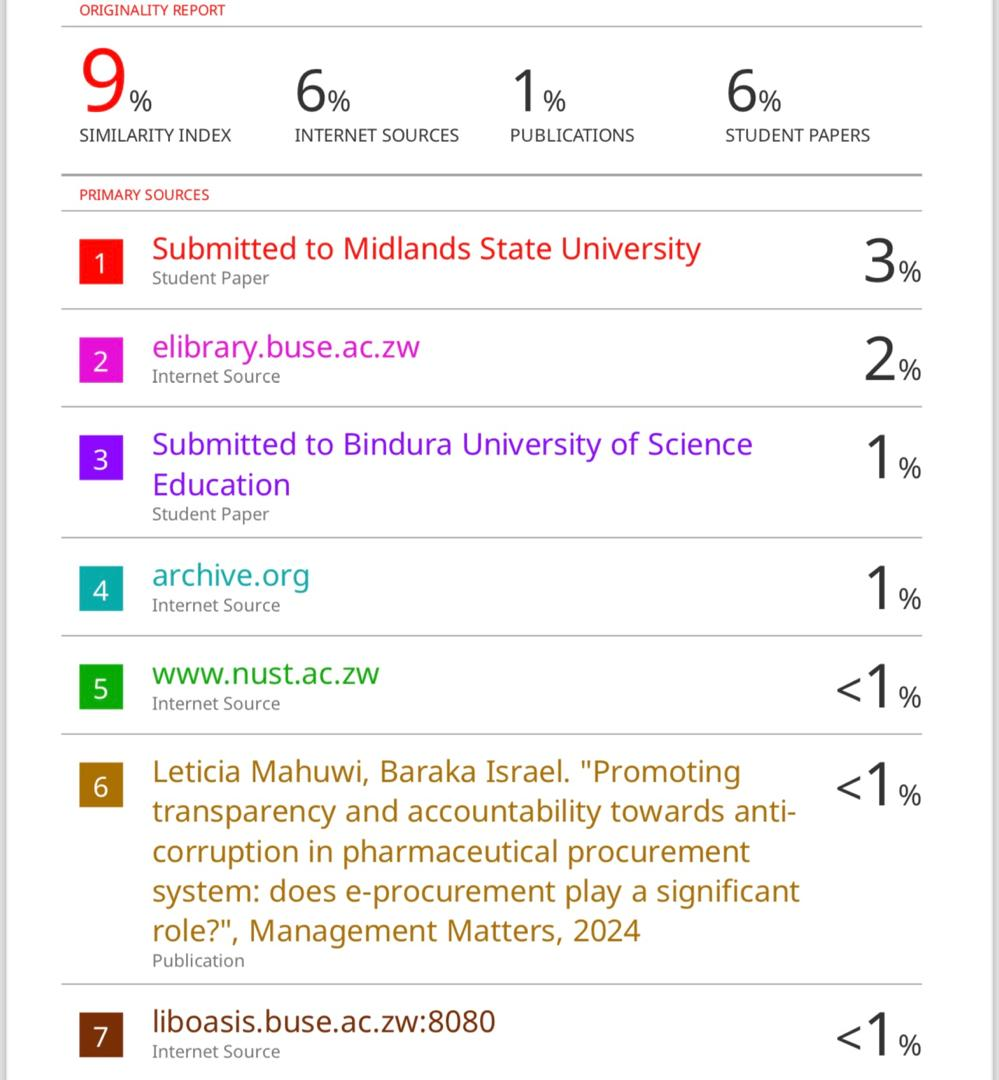 ORIGINALITY REPORT
9% 6% 1% 6%
SIMILARITY INDEX INTERNET SOURCES PUBLICATIONS STUDENT PAPERS
PRIMARY SOURCES
1 Submitted to Midlands State University 3%
Student Paper
2 elibrary.buse.ac.zw 2%
Internet Source
3 Submitted to Bindura University of Science 1%
Education
Student Paper
4 archive.org 1%
Internet Source
5 www.nust.ac.zw <1%
Internet Source
6 Leticia Mahuwi, Baraka Israel. "Promoting <1%
transparency and accountability towards anti-
corruption in pharmaceutical procurement
system: does e-procurement play a significant
role?", Management Matters, 2024
Publication
7 liboasis.buse.ac.zw:8080 <1%
Internet Source